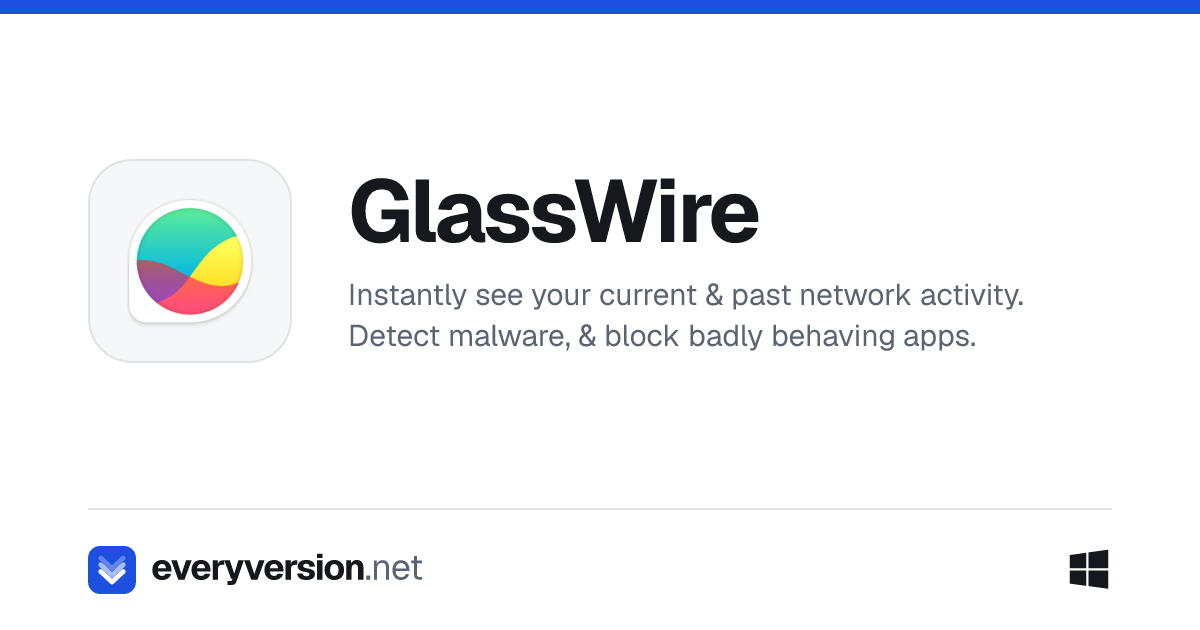 GlassWire
Instantly see your current & past network activity.
Detect malware, & block badly behaving apps.
everyversion.net